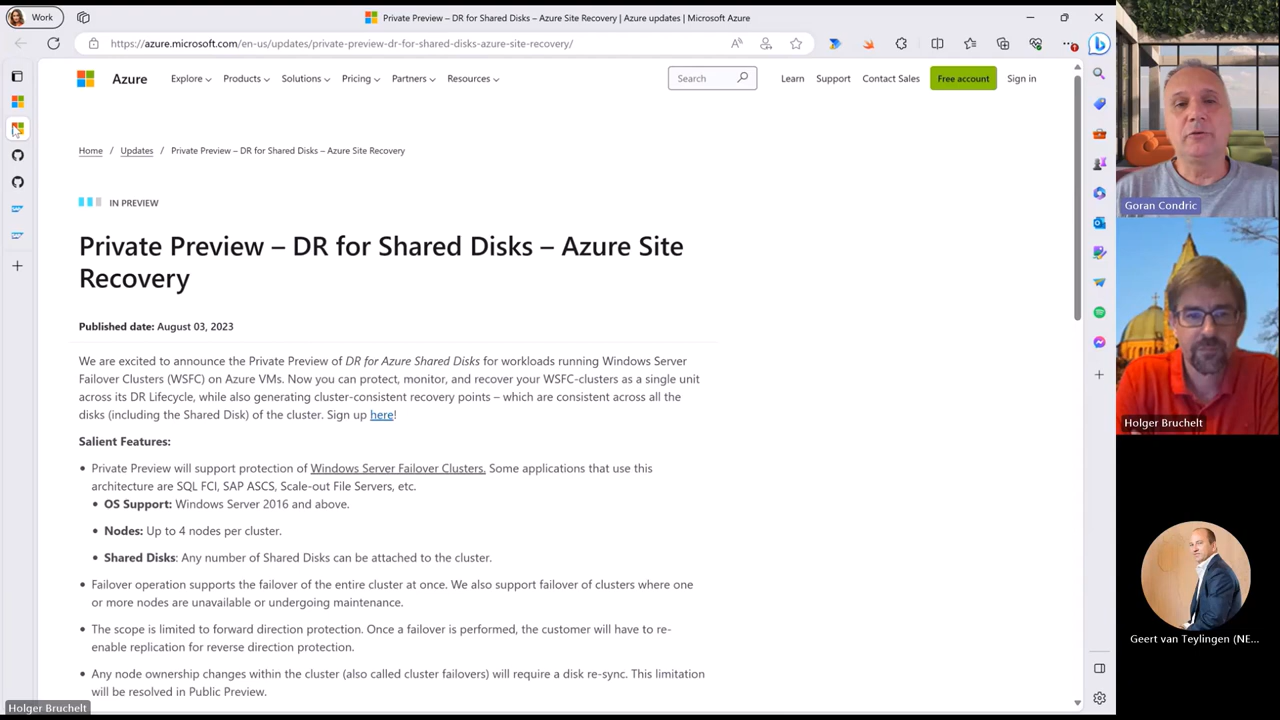 Work
Private Preview – DR for Shared Disks – Azure Site Recovery | Azure updates | Microsoft Azure
https://azure.microsoft.com/en-us/updates/private-preview-dr-for-shared-disks-azure-site-recovery/
Azure
Explore
Products
Solutions
Pricing
Partners
Resources
Search
Learn
Support
Contact Sales
Free account
Sign in
Home / Updates / Private Preview – DR for Shared Disks – Azure Site Recovery
IN PREVIEW
Private Preview – DR for Shared Disks – Azure Site
Recovery
Published date: August 03, 2023
We are excited to announce the Private Preview of DR for Azure Shared Disks for workloads running Windows Server
Failover Clusters (WSFC) on Azure VMs. Now you can protect, monitor, and recover your WSFC-clusters as a single unit
across its DR Lifecycle, while also generating cluster-consistent recovery points – which are consistent across all the
disks (including the Shared Disk) of the cluster. Sign up here!
Salient Features:
• Private Preview will support protection of Windows Server Failover Clusters. Some applications that use this
architecture are SQL FCI, SAP ASCS, Scale-out File Servers, etc.
• OS Support: Windows Server 2016 and above.
• Nodes: Up to 4 nodes per cluster.
• Shared Disks: Any number of Shared Disks can be attached to the cluster.
• Failover operation supports the failover of the entire cluster at once. We also support failover of clusters where one
or more nodes are unavailable or undergoing maintenance.
• The scope is limited to forward direction protection. Once a failover is performed, the customer will have to re-
enable replication for reverse direction protection.
• Any node ownership changes within the cluster (also called cluster failovers) will require a disk re-sync. This limitation
will be resolved in Public Preview.
Holger Bruchelt
Goran Condric
Holger Bruchelt
Geert van Teylingen (NE...